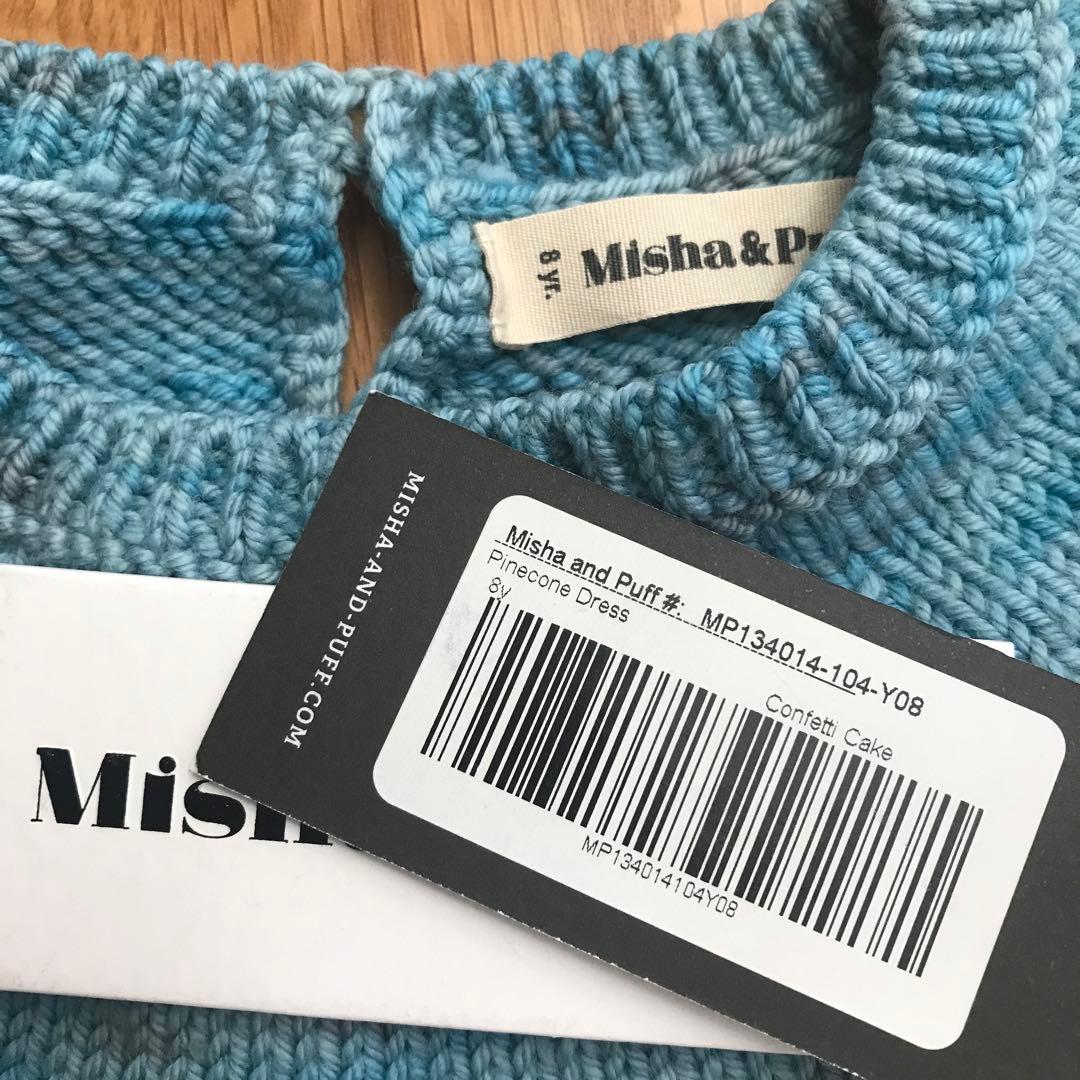 8 yr.
Misha&P
MISHA-AND-PUFF.COM
Misha and Puff #: MP134014-104-Y08
Pinecone Dress
8y
Confetti Cake
MP134014104Y08
Mish